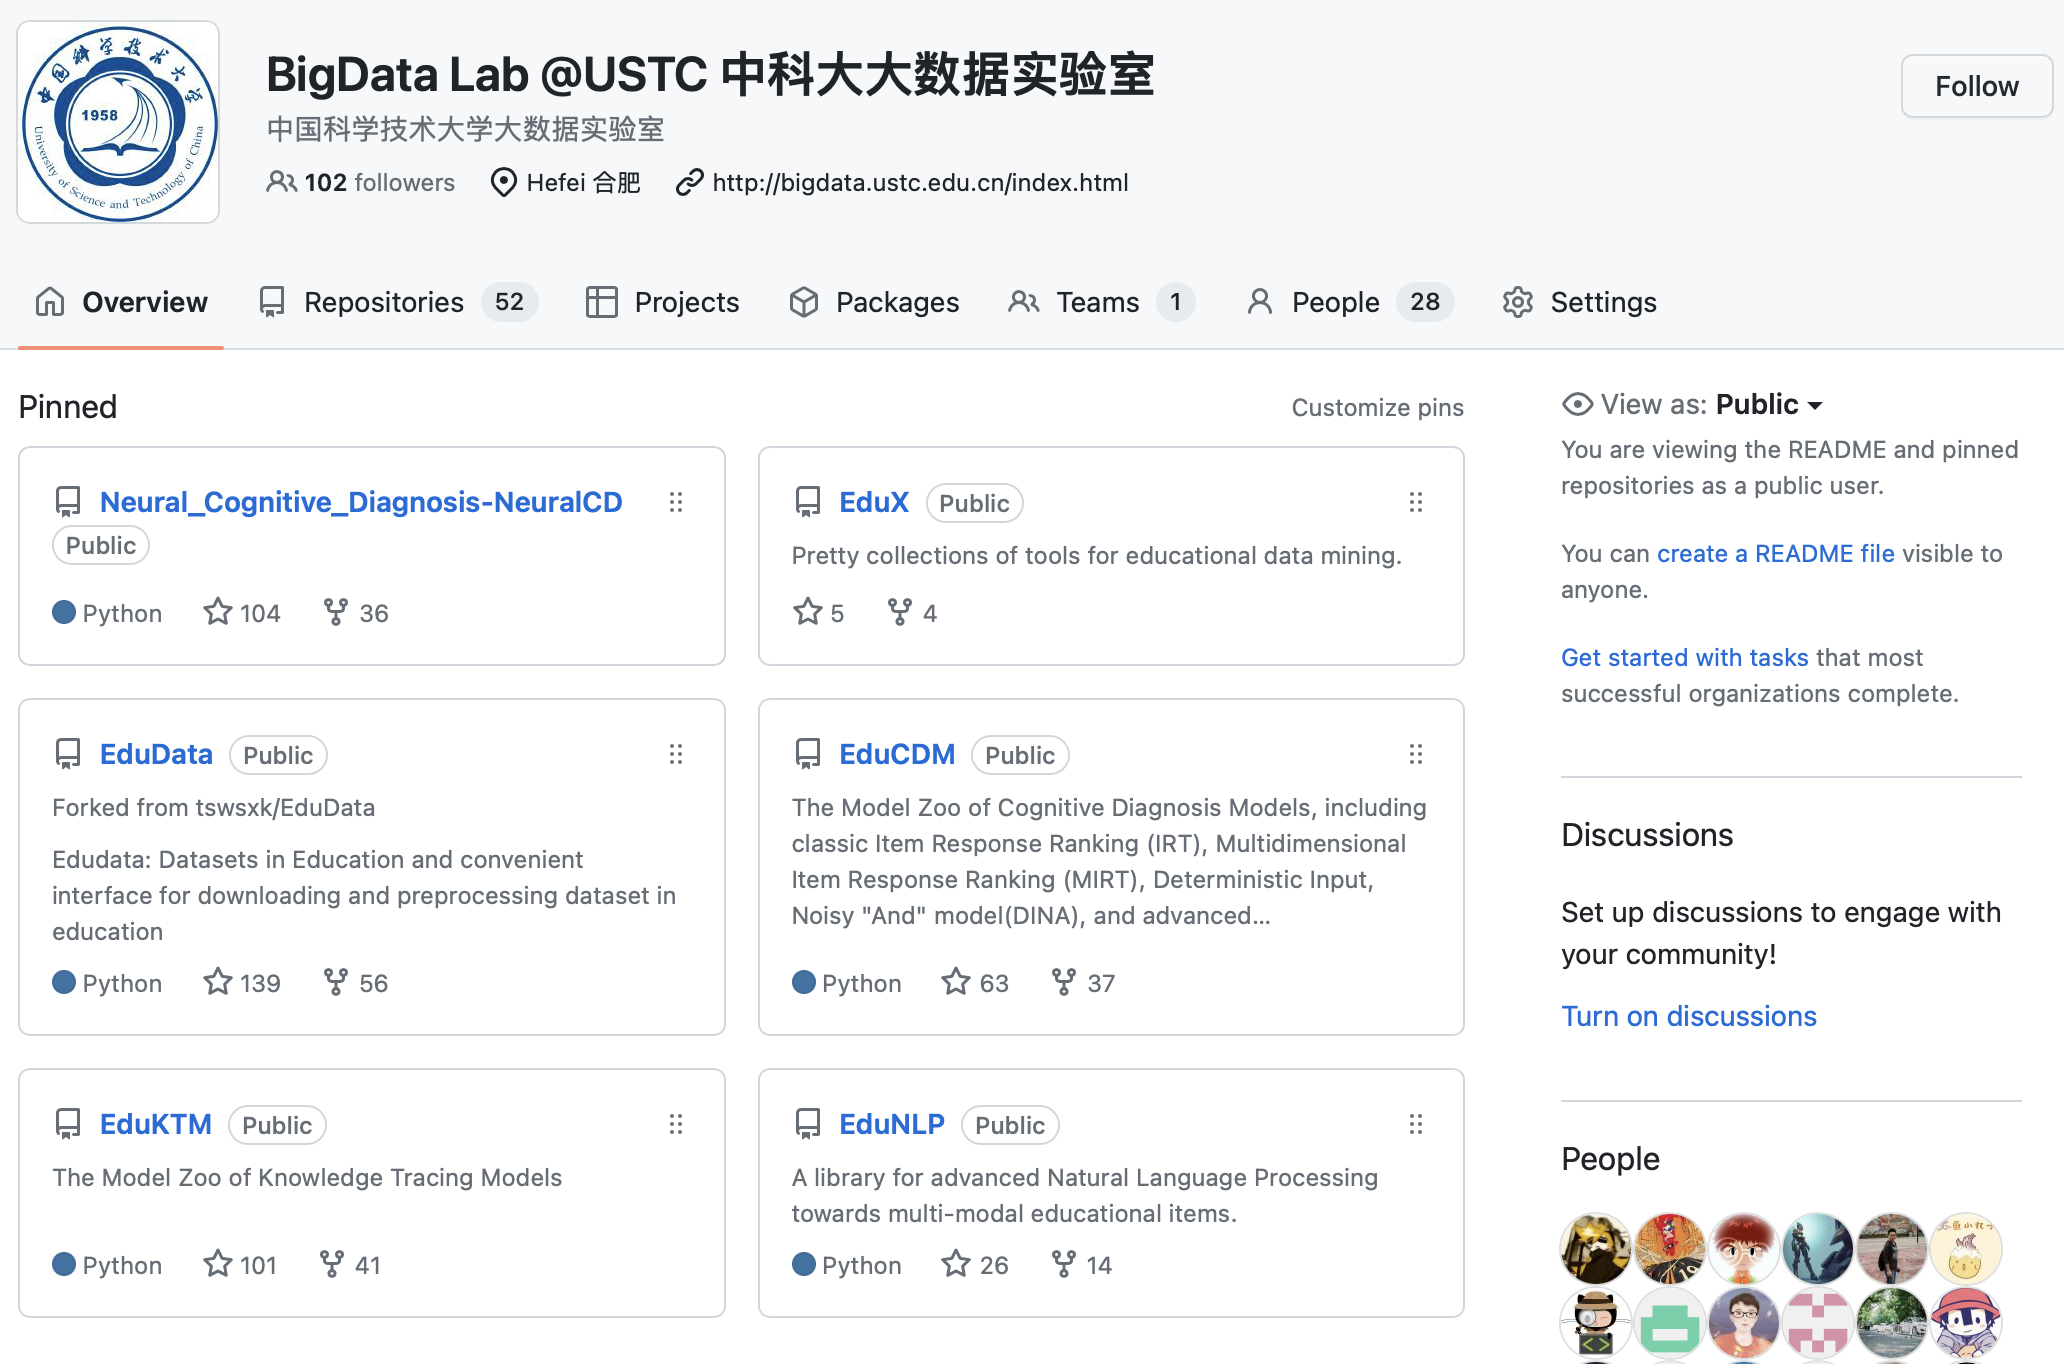 中国科学技术大学
1958
University of Science and Technology of China
BigData Lab @USTC 中科大大数据实验室
中国科学技术大学大数据实验室
102 followers Hefei 合肥 http://bigdata.ustc.edu.cn/index.html
Follow
Overview Repositories 52 Projects Packages Teams 1 People 28 Settings
Pinned
Customize pins
Neural_Cognitive_Diagnosis-NeuralCD
Public
Python 104 36
EduX Public
Pretty collections of tools for educational data mining.
5 4
EduData Public
Forked from tswsxk/EduData
Edudata: Datasets in Education and convenient
interface for downloading and preprocessing dataset in
education
Python 139 56
EduCDM Public
The Model Zoo of Cognitive Diagnosis Models, including
classic Item Response Ranking (IRT), Multidimensional
Item Response Ranking (MIRT), Deterministic Input,
Noisy "And" model(DINA), and advanced...
Python 63 37
EduKTM Public
The Model Zoo of Knowledge Tracing Models
Python 101 41
EduNLP Public
A library for advanced Natural Language Processing
towards multi-modal educational items.
Python 26 14
View as: Public
You are viewing the README and pinned
repositories as a public user.
You can create a README file visible to
anyone.
Get started with tasks that most
successful organizations complete.
Discussions
Set up discussions to engage with
your community!
Turn on discussions
People